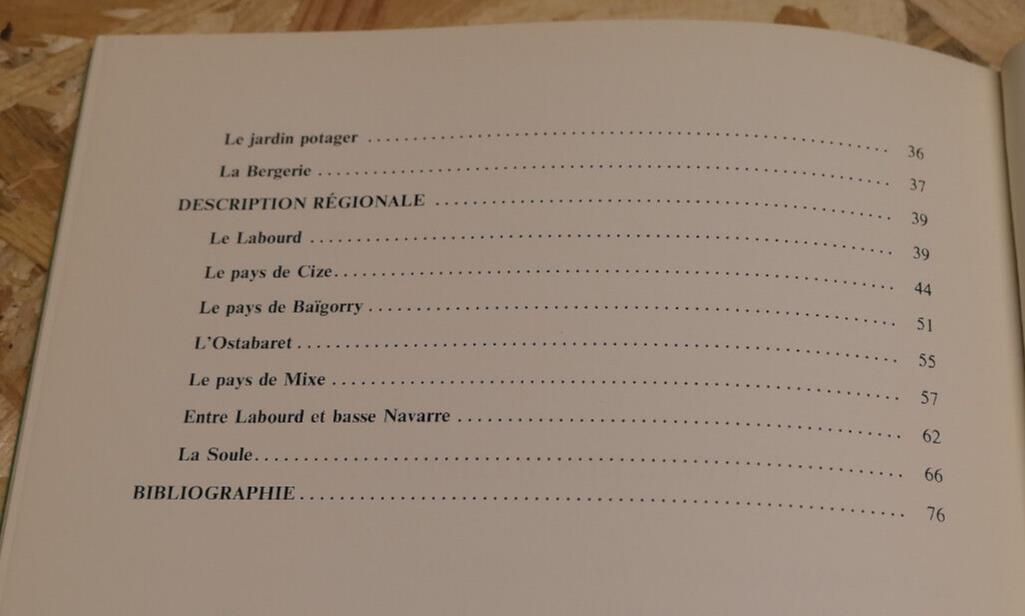 Le jardin potager ........ 36
La Bergerie ........ 37
DESCRIPTION RÉGIONALE ........ 39
Le Labourd ........ 39
Le pays de Cize ........ 44
Le pays de Baïgorry ........ 51
L'Ostabaret ........ 55
Le pays de Mixe ........ 57
Entre Labourd et basse Navarre ........ 62
La Soule ........ 66
BIBLIOGRAPHIE ........ 76